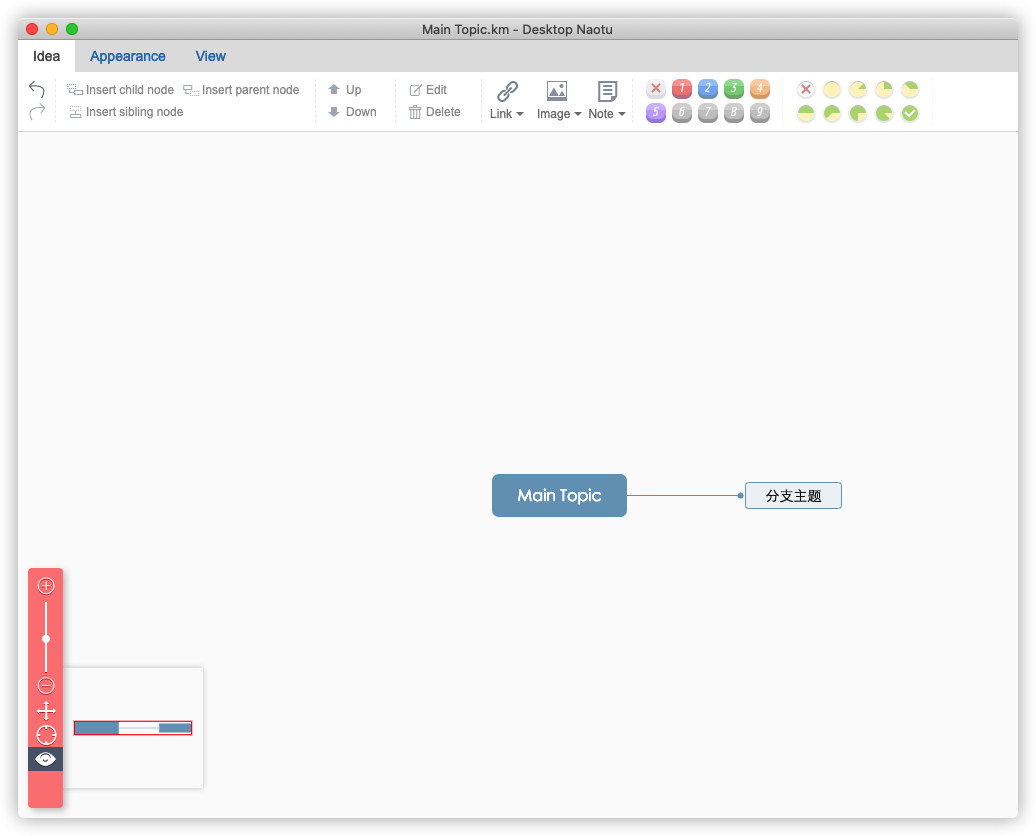 Main Topic.km - Desktop Naotu
Idea Appearance View
Insert child node Insert parent node Up Edit
Insert sibling node Down Delete
Link Image Note
1 2 3 4
5 6 7 8 9
Main Topic 分支主题